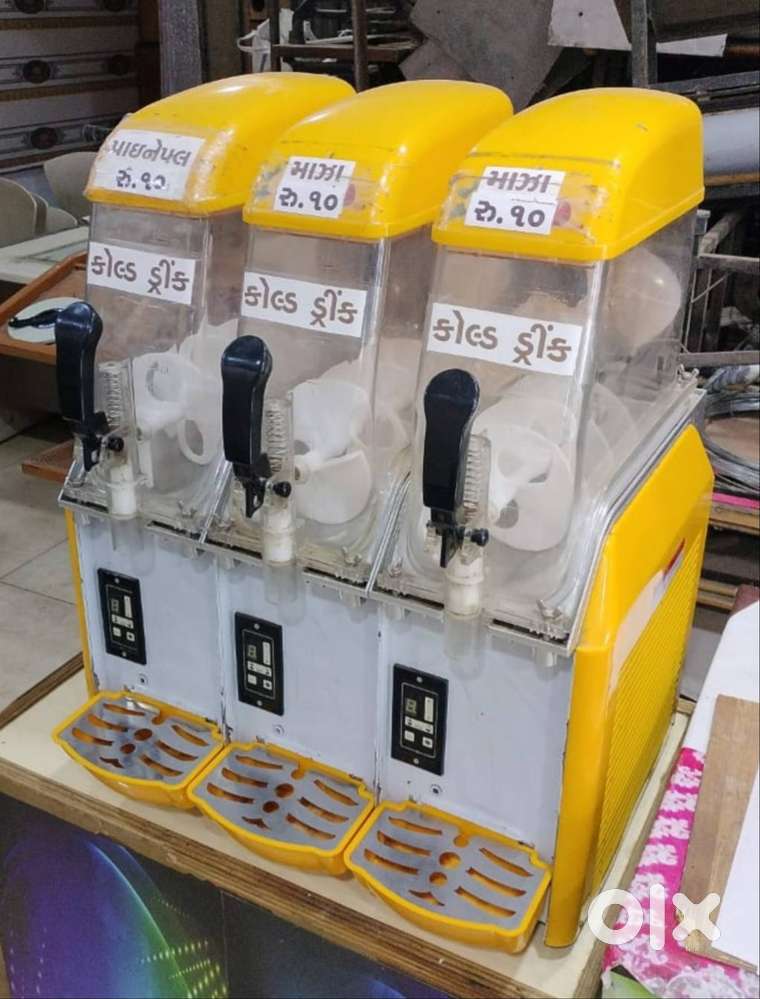 પાઇનેપલ
રુ.૧૦
માઝા
રુ.૧૦
માઝા
રુ.૧૦
કોલ્ડ ડ્રીંક
કોલ્ડ ડ્રીંક
કોલ્ડ ડ્રીંક
olx